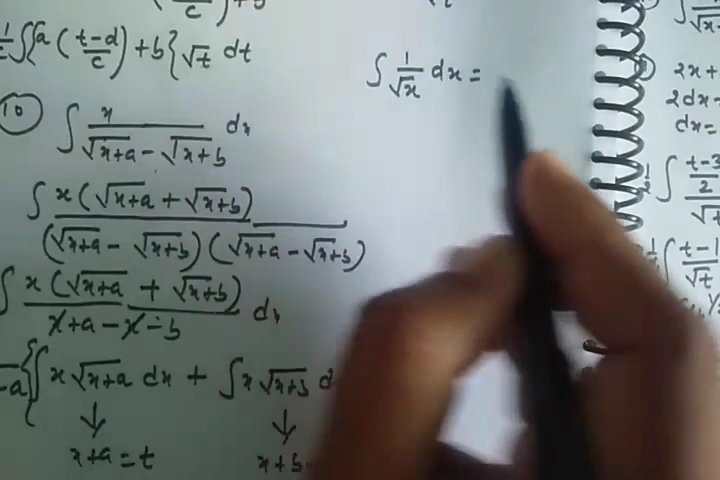 c ) + b
∫{a ( (t-d)/c ) + b } √t dt
∫ 1/√x dx =
10 ∫ x / (√x+a - √x+b) dx
∫ x ( √x+a + √x+b ) / (√x+a - √x+b) (√x+a - √x+b)
∫ x ( √x+a + √x+b ) / x+a-x-b dx
-a {∫ x √x+a dx + ∫ x √x+b d
↓ ↓
x+a = t x+b
2x+
2dx=
dx=
∫ (t-3)/2 / √t
∫ (t-1) / √t